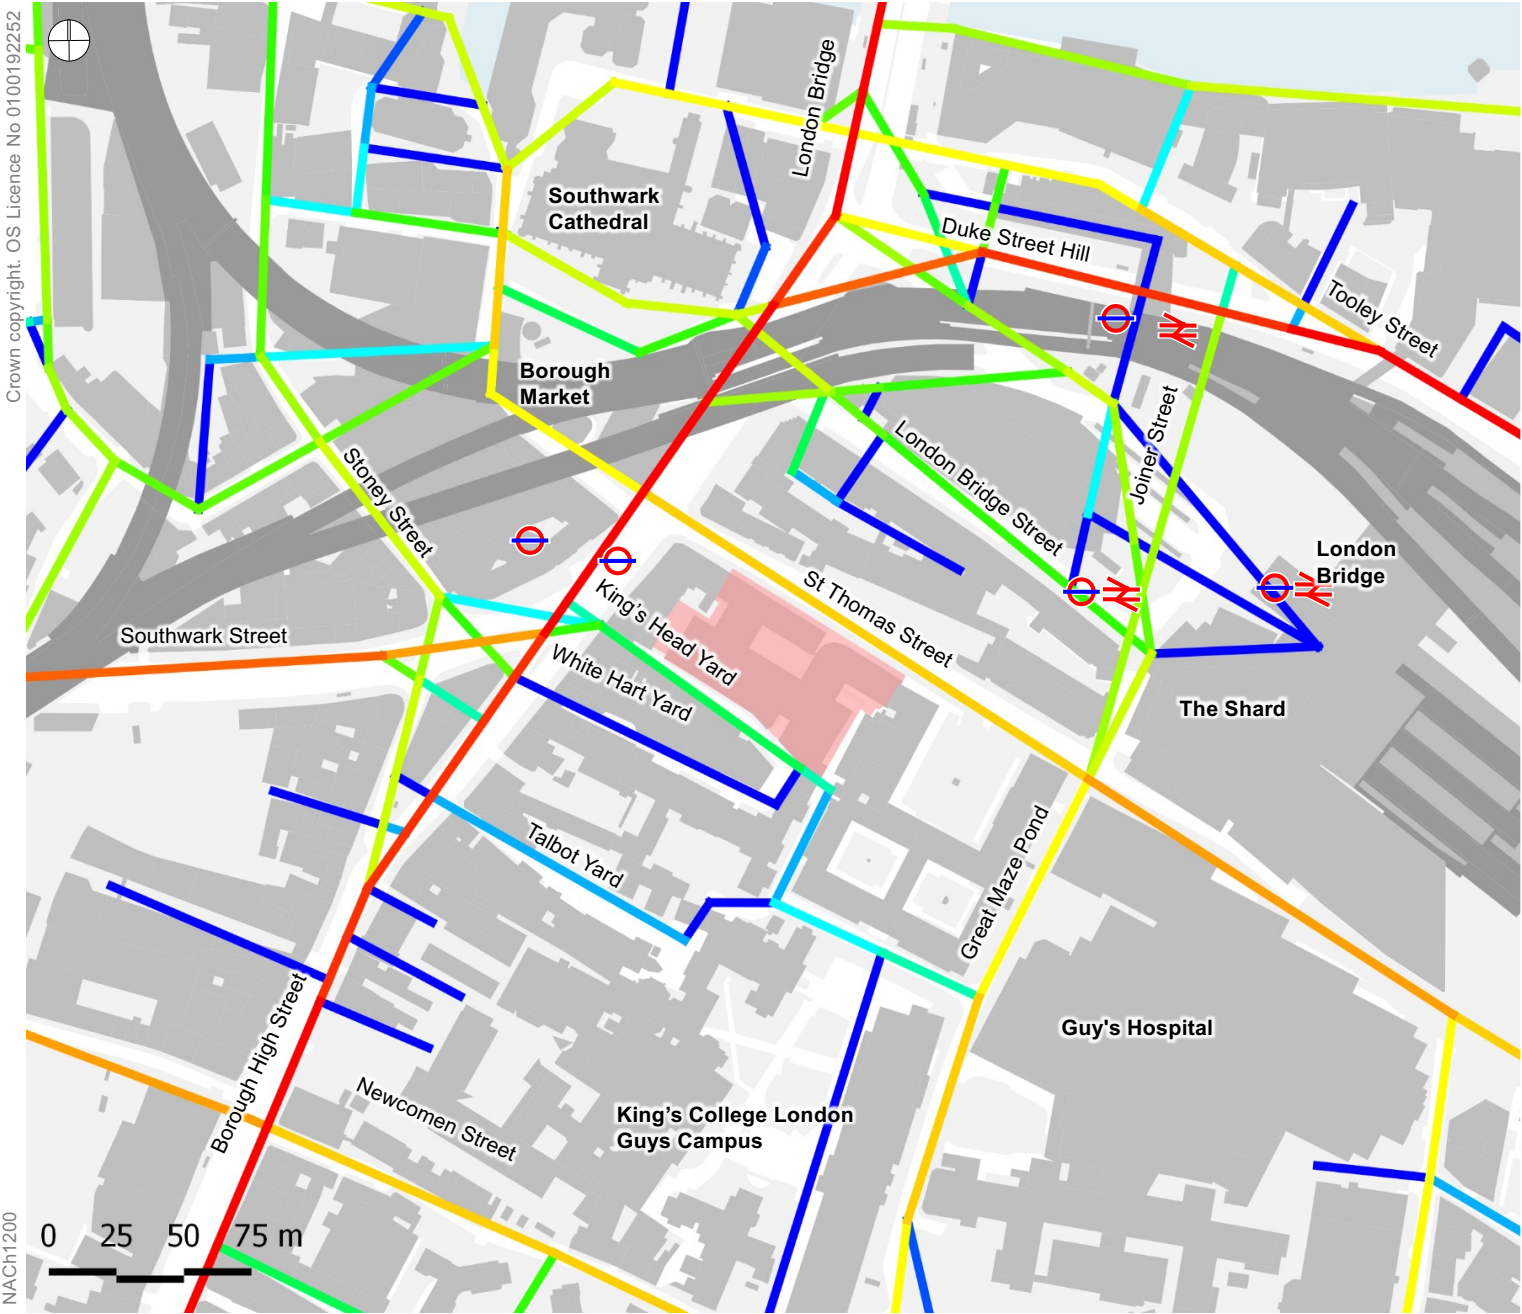 Crown copyright. OS Licence No 0100192252
London Bridge
Southwark
Cathedral
Duke Street Hill
Tooley Street
Borough
Market
Joiner Street
London Bridge Street
Stoney Street
London
Bridge
St Thomas Street
King's Head Yard
Southwark Street
White Hart Yard
The Shard
Talbot Yard
Great Maze Pond
Borough High Street
Guy's Hospital
Newcomen Street
King's College London
Guys Campus
0 25 50 75 m
NACh1200